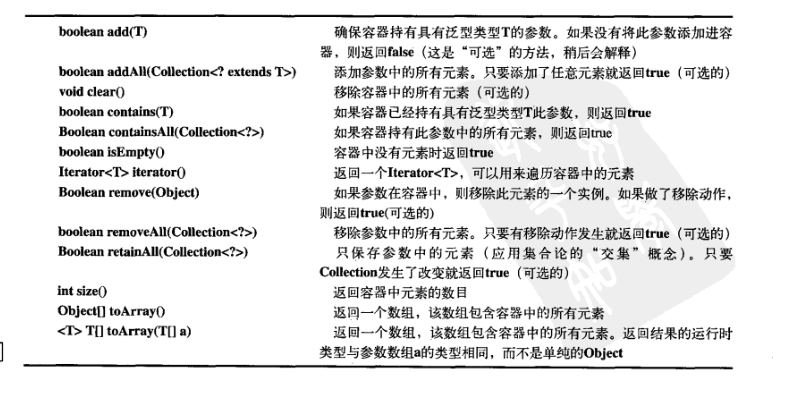 boolean add(T) 确保容器持有具有泛型类型T的参数。如果没有将此参数添加进容
器，则返回false（这是“可选”的方法，稍后会解释）
boolean addAll(Collection<? extends T>) 添加参数中的所有元素。只要添加了任意元素就返回true（可选的）
void clear() 移除容器中的所有元素（可选的）
boolean contains(T) 如果容器已经持有具有泛型类型T此参数，则返回true
Boolean containsAll(Collection<?>) 如果容器持有此参数中的所有元素，则返回true
boolean isEmpty() 容器中没有元素时返回true
Iterator<T> iterator() 返回一个Iterator<T>，可以用来遍历容器中的元素
Boolean remove(Object) 如果参数在容器中，则移除此元素的一个实例。如果做了移除动作，
则返回true(可选的)
boolean removeAll(Collection<?>) 移除参数中的所有元素。只要有移除动作发生就返回true（可选的）
Boolean retainAll(Collection<?>) 只保存参数中的元素（应用集合论的“交集”概念）。只要
Collection发生了改变就返回true（可选的）
int size() 返回容器中元素的数目
Object[] toArray() 返回一个数组，该数组包含容器中的所有元素
<T> T[] toArray(T[] a) 返回一个数组，该数组包含容器中的所有元素。返回结果的运行时
类型与参数数组a的类型相同，而不是单纯的Object